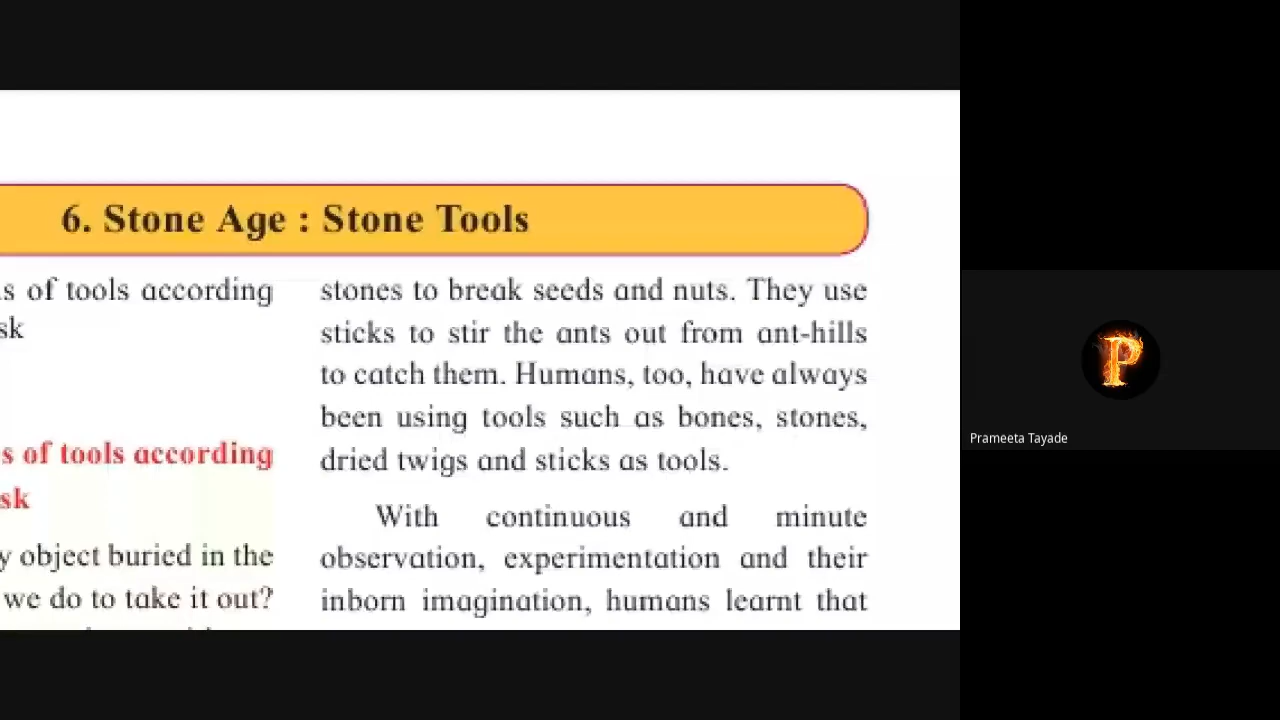 6. Stone Age : Stone Tools
of tools according
of tools according
object buried in the
we do to take it out?
stones to break seeds and nuts. They use
sticks to stir the ants out from ant-hills
to catch them. Humans, too, have always
been using tools such as bones, stones,
dried twigs and sticks as tools.
With continuous and minute
observation, experimentation and their
inborn imagination, humans learnt that
P
Prameeta Tayade